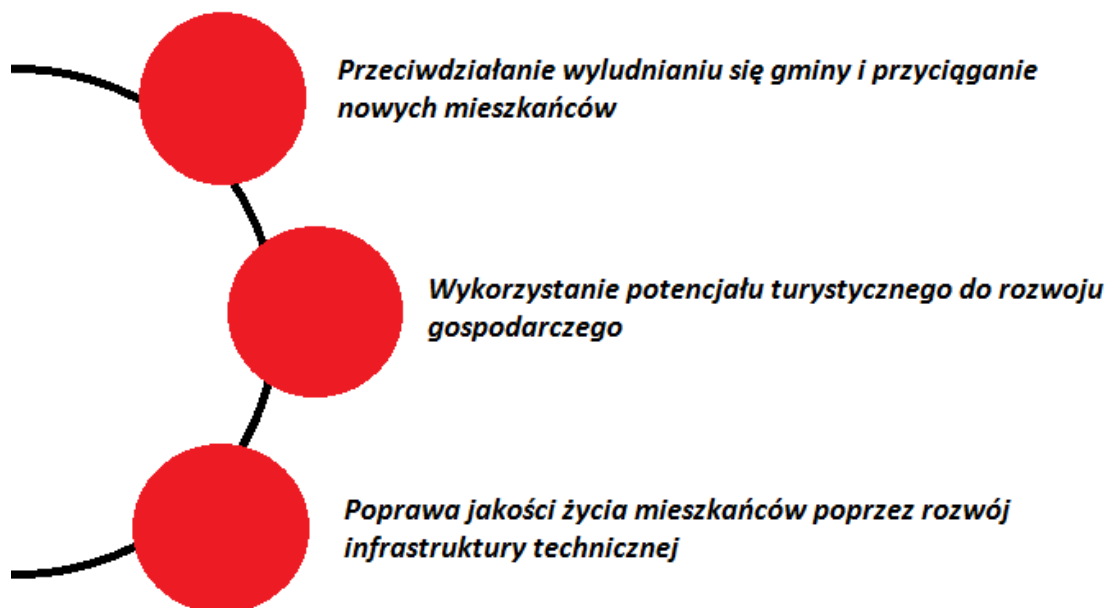 Przeciwdziałanie wyludnianiu się gminy i przyciąganie
nowych mieszkańców
Wykorzystanie potencjału turystycznego do rozwoju
gospodarczego
Poprawa jakości życia mieszkańców poprzez rozwój
infrastruktury technicznej